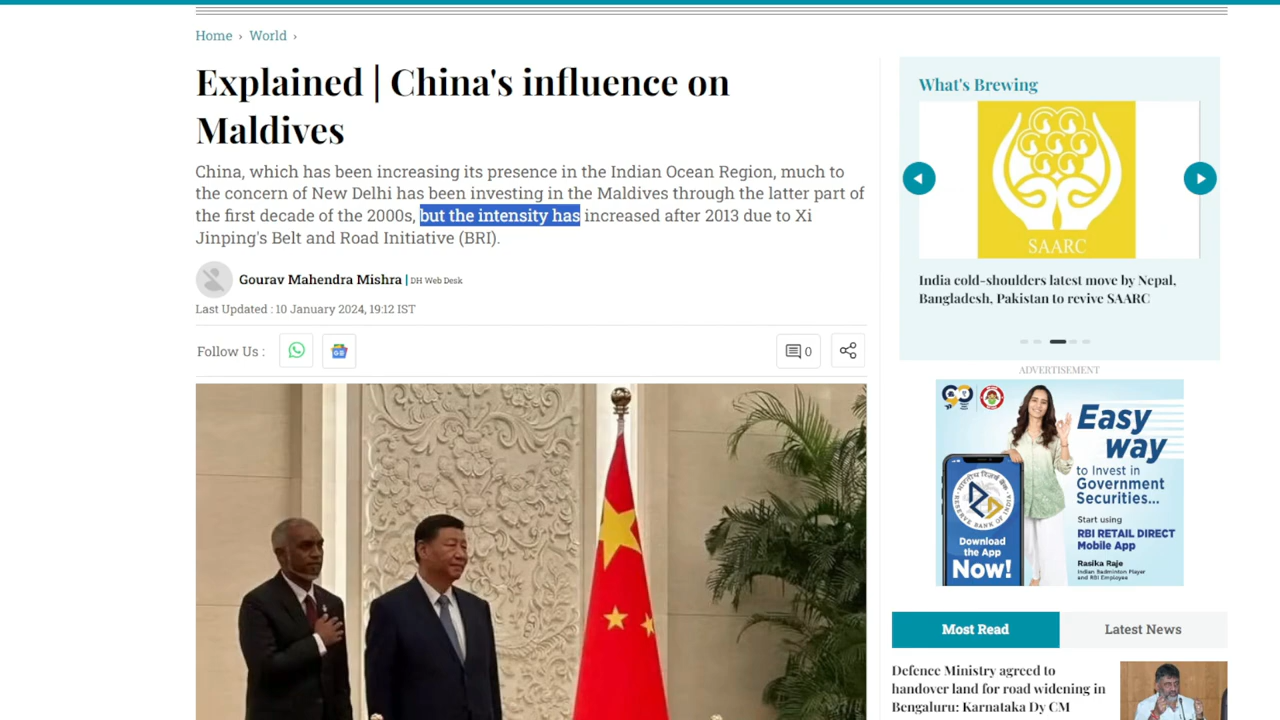 Home › World ›
Explained | China's influence on
Maldives
China, which has been increasing its presence in the Indian Ocean Region, much to
the concern of New Delhi has been investing in the Maldives through the latter part of
the first decade of the 2000s, but the intensity has increased after 2013 due to Xi
Jinping's Belt and Road Initiative (BRI).
Gourav Mahendra Mishra | DH Web Desk
Last Updated : 10 January 2024, 19:12 IST
Follow Us :
0
What's Brewing
SAARC
India cold-shoulders latest move by Nepal,
Bangladesh, Pakistan to revive SAARC
ADVERTISEMENT
Easy
way
to Invest in
Government
Securities...
Start using
RBI RETAIL DIRECT
Mobile App
Rasika Raje
Indian Badminton Player
and RBI Employee
Download
the App
Now!
Most Read
Latest News
Defence Ministry agreed to
handover land for road widening in
Bengaluru: Karnataka Dy CM